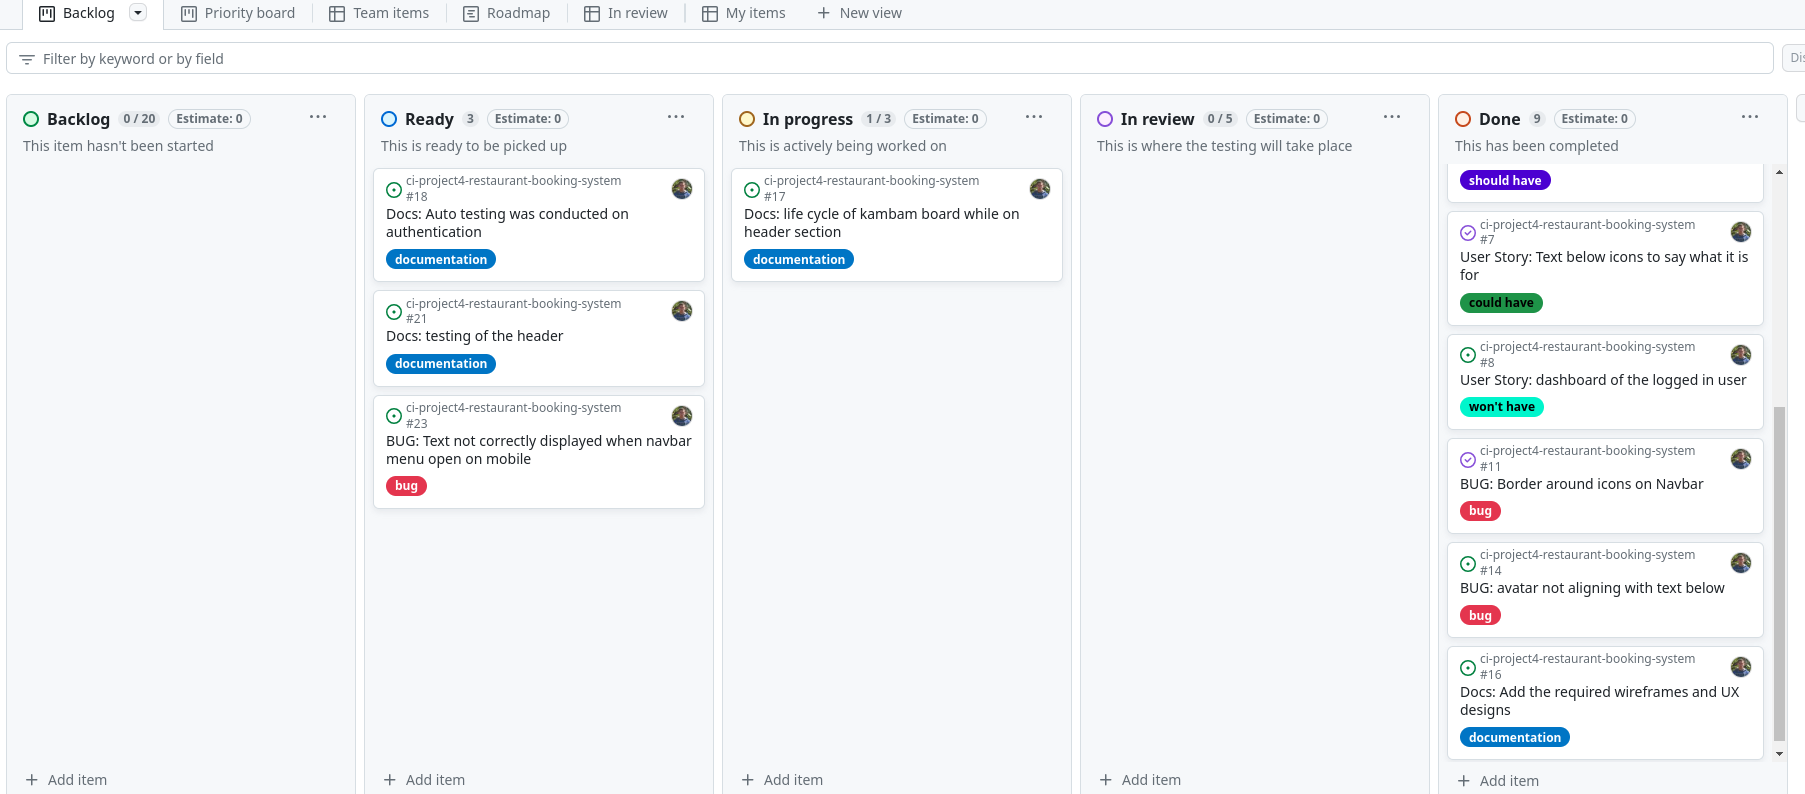 Backlog
Priority board
Team items
Roadmap
In review
My items
New view
Filter by keyword or by field
Dis
Backlog 0 / 20 Estimate: 0
This item hasn't been started
Add item
Ready 3 Estimate: 0
This is ready to be picked up
ci-project4-restaurant-booking-system
#18
Docs: Auto testing was conducted on
authentication
documentation
ci-project4-restaurant-booking-system
#21
Docs: testing of the header
documentation
ci-project4-restaurant-booking-system
#23
BUG: Text not correctly displayed when navbar
menu open on mobile
bug
Add item
In progress 1 / 3 Estimate: 0
This is actively being worked on
ci-project4-restaurant-booking-system
#17
Docs: life cycle of kambam board while on
header section
documentation
Add item
In review 0 / 5 Estimate: 0
This is where the testing will take place
Add item
Done 9 Estimate: 0
This has been completed
should have
ci-project4-restaurant-booking-system
#7
User Story: Text below icons to say what it is
for
could have
ci-project4-restaurant-booking-system
#8
User Story: dashboard of the logged in user
won't have
ci-project4-restaurant-booking-system
#11
BUG: Border around icons on Navbar
bug
ci-project4-restaurant-booking-system
#14
BUG: avatar not aligning with text below
bug
ci-project4-restaurant-booking-system
#16
Docs: Add the required wireframes and UX
designs
documentation
Add item